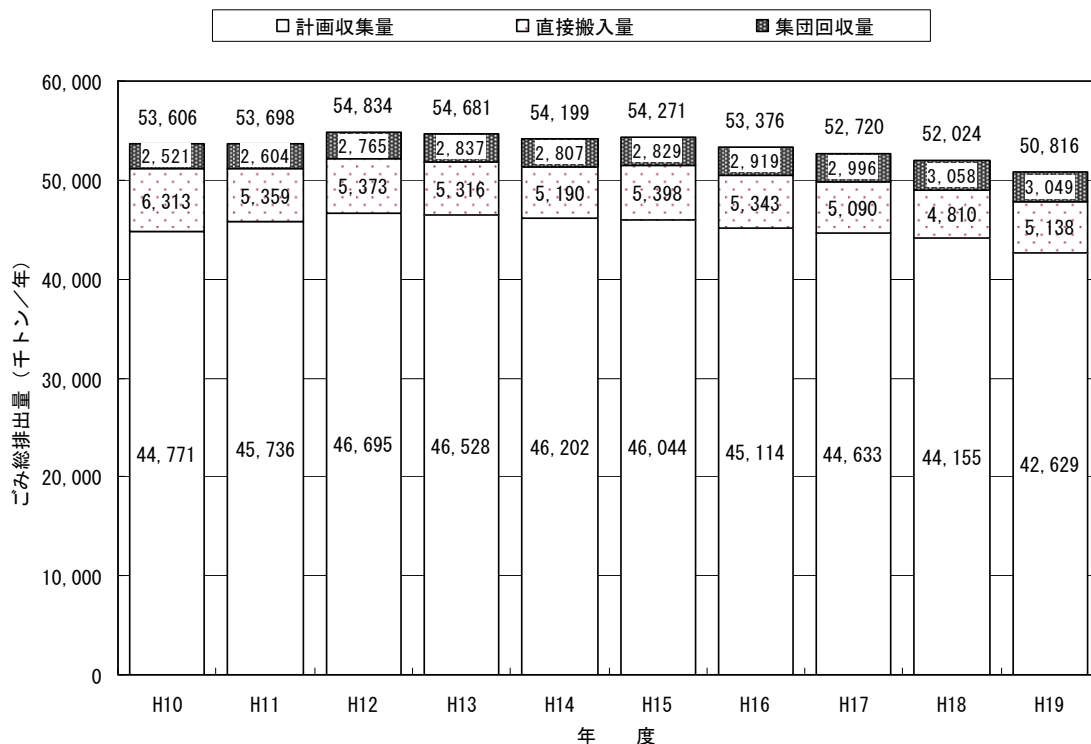 計画収集量 直接搬入量 集団回収量
ごみ総排出量（千トン／年）
60,000
50,000
40,000
30,000
20,000
10,000
0
53,606 53,698 54,834 54,681 54,199 54,271 53,376 52,720 52,024 50,816
2,521 2,604 2,765 2,837 2,807 2,829 2,919 2,996 3,058 3,049
6,313 5,359 5,373 5,316 5,190 5,398 5,343 5,090 4,810 5,138
44,771 45,736 46,695 46,528 46,202 46,044 45,114 44,633 44,155 42,629
H10 H11 H12 H13 H14 H15 H16 H17 H18 H19
年　度